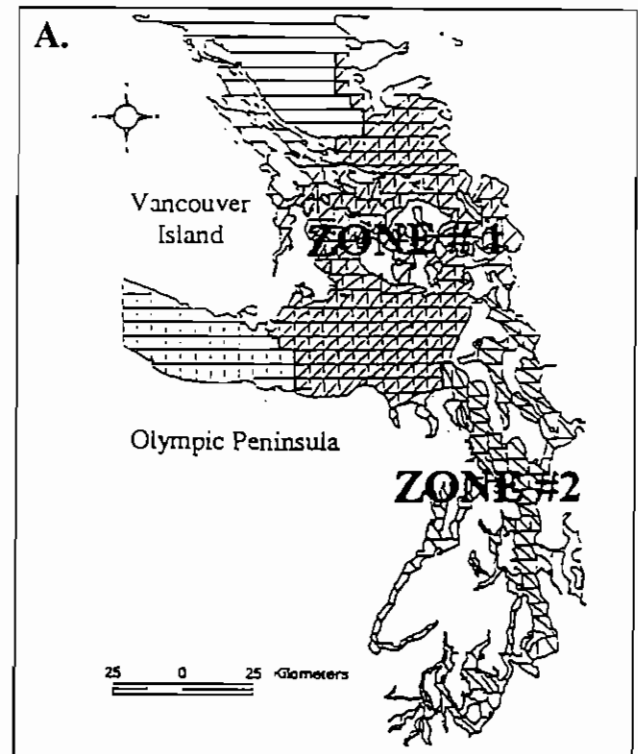 A.
Vancouver
Island
ZONE #1
Olympic Peninsula
ZONE #2
25 0 25 Kilometers